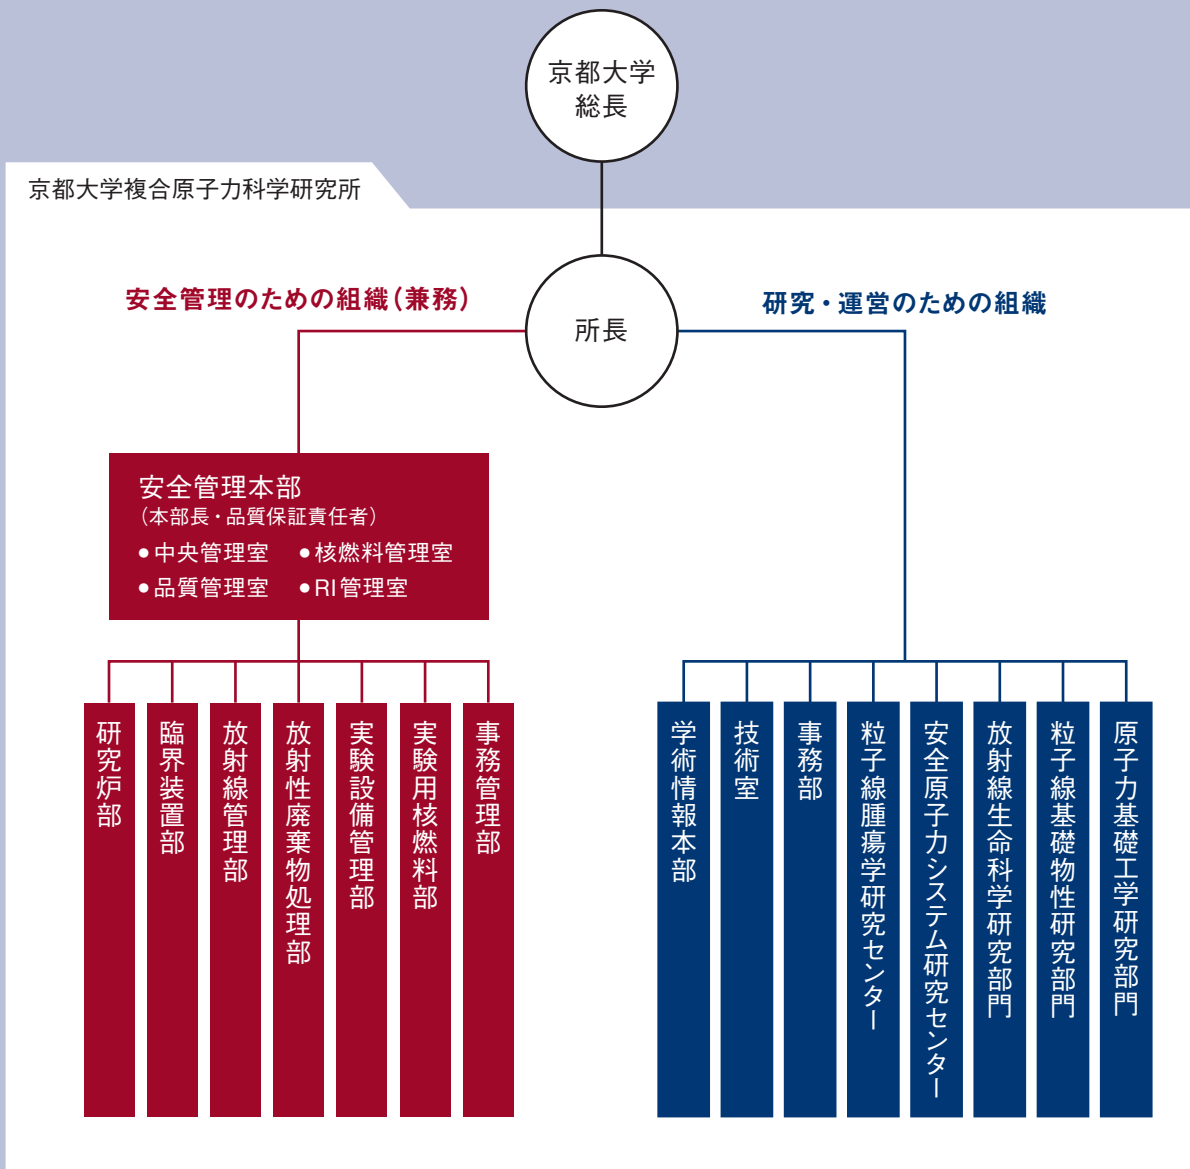 京都大学
総長
京都大学複合原子力科学研究所
所長
安全管理のための組織(兼務)
安全管理本部
(本部長・品質保証責任者)
●中央管理室 ●核燃料管理室
●品質管理室 ●RI管理室
研究炉部
臨界装置部
放射線管理部
放射性廃棄物処理部
実験設備管理部
実験用核燃料部
事務管理部
研究・運営のための組織
学術情報本部
技術室
事務部
粒子線腫瘍学研究センター
安全原子力システム研究センター
放射線生命科学研究部門
粒子線基礎物性研究部門
原子力基礎工学研究部門